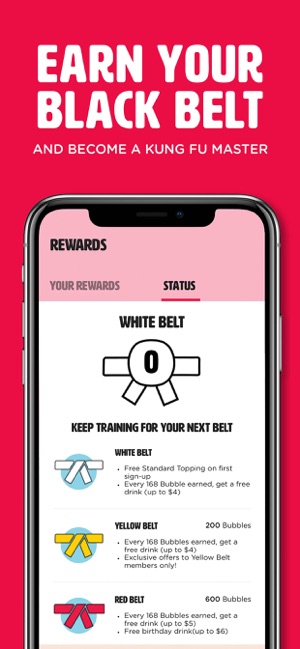 EARN YOUR
BLACK BELT
AND BECOME A KUNG FU MASTER
REWARDS
YOUR REWARDS STATUS
WHITE BELT
0
KEEP TRAINING FOR YOUR NEXT BELT
WHITE BELT
• Free Standard Topping on first
sign-up
• Every 168 Bubble earned, get a free
drink (up to $4)
YELLOW BELT 200 Bubbles
• Every 168 Bubbles earned, get a
free drink (up to $4)
• Exclusive offers to Yellow Belt
members only!
RED BELT 600 Bubbles
• Every 168 Bubbles earned, get a
free drink (up to $5)
• Free birthday drink(up to $6)